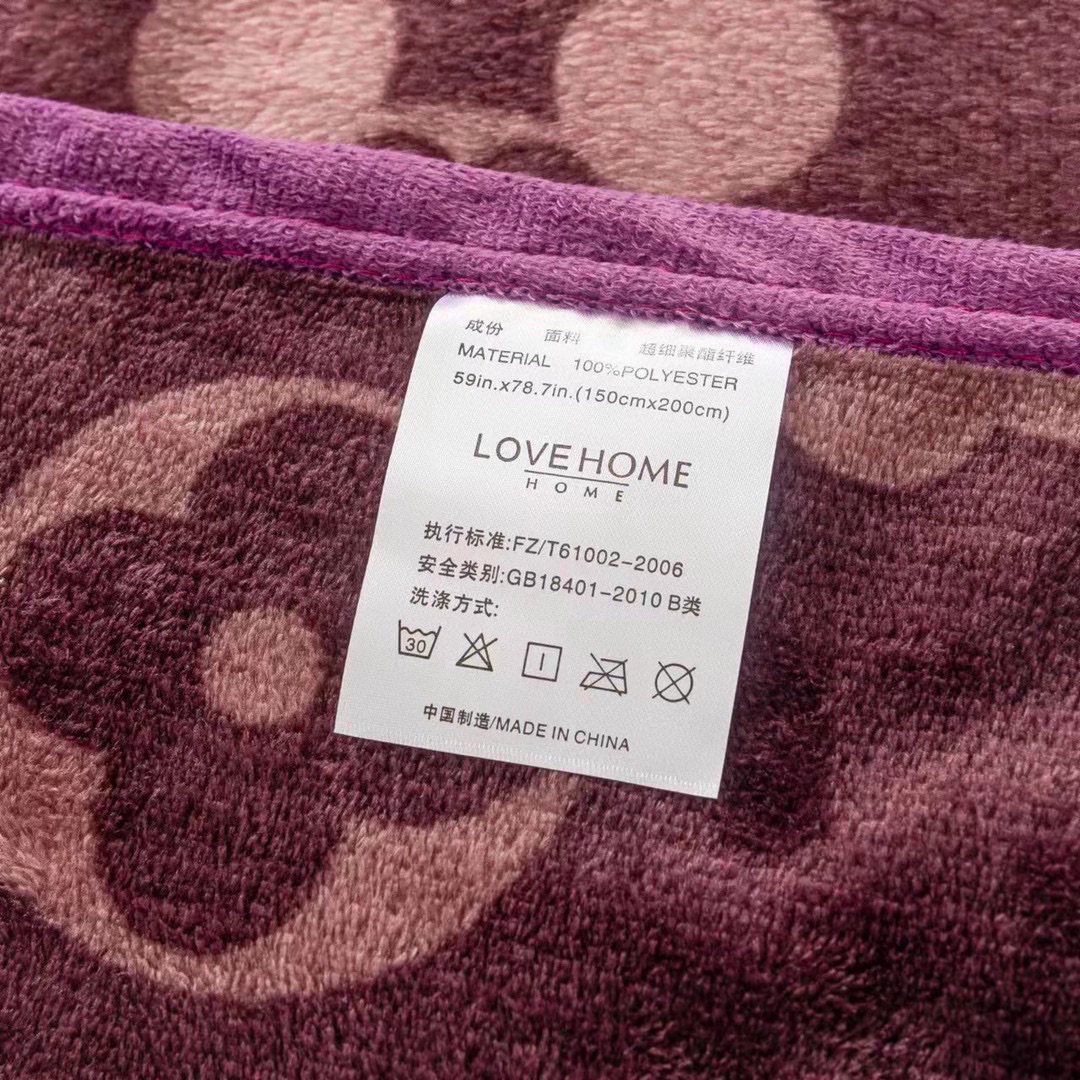 成份 面料 超细聚酯纤维
MATERIAL 100%POLYESTER
59in.x78.7in.(150cmx200cm)
LOVEHOME
HOME
执行标准:FZ/T61002-2006
安全类别:GB18401-2010 B类
洗涤方式:
30
中国制造/MADE IN CHINA